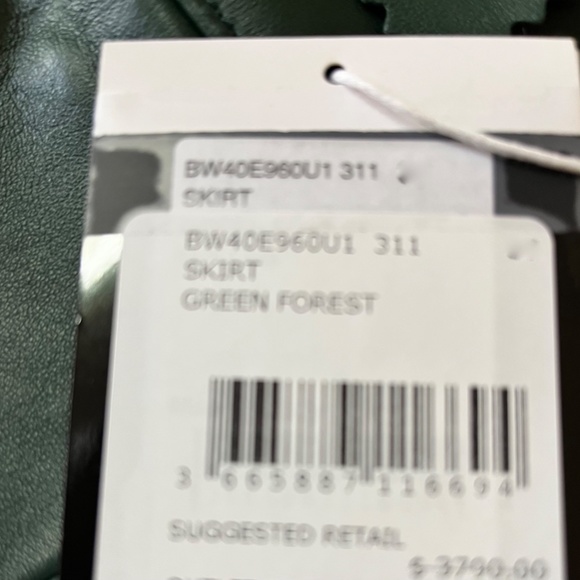 BW40E960U1 311
SKIRT
BW40E960U1 311
SKIRT
GREEN FOREST
3 665887 116694
SUGGESTED RETAIL
$ 3790.00